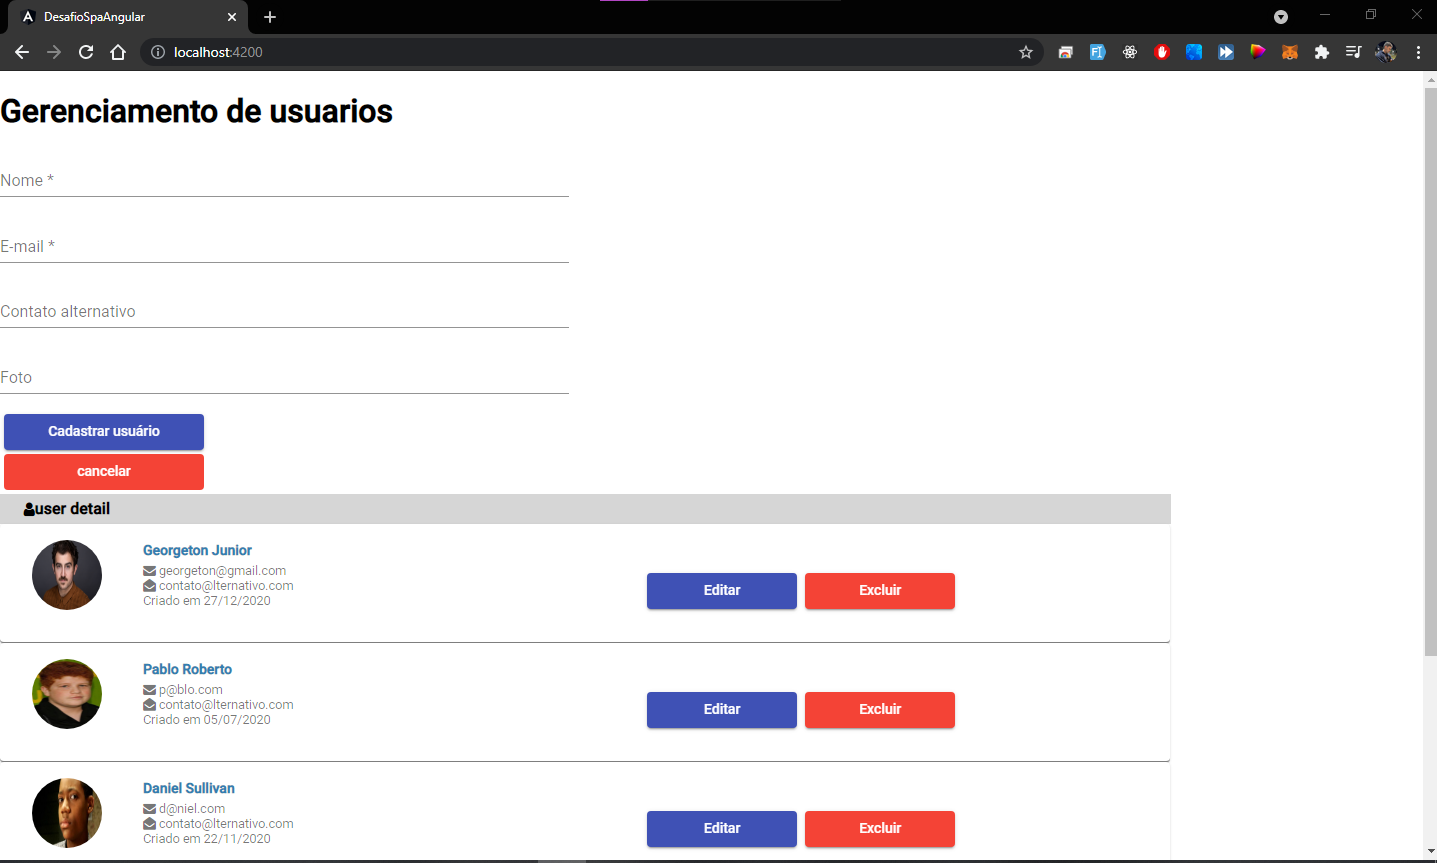 DesafioSpaAngular
localhost:4200
Gerenciamento de usuarios
Nome *
E-mail *
Contato alternativo
Foto
Cadastrar usuário
cancelar
user detail
Georgeton Junior
georgeton@gmail.com
contato@lternativo.com
Criado em 27/12/2020
Editar
Excluir
Pablo Roberto
p@blo.com
contato@lternativo.com
Criado em 05/07/2020
Editar
Excluir
Daniel Sullivan
d@niel.com
contato@lternativo.com
Criado em 22/11/2020
Editar
Excluir